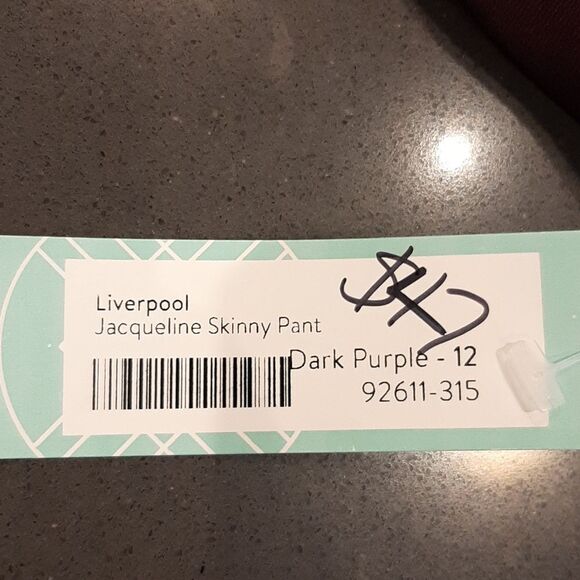 Liverpool
Jacqueline Skinny Pant
Dark Purple - 12
92611-315